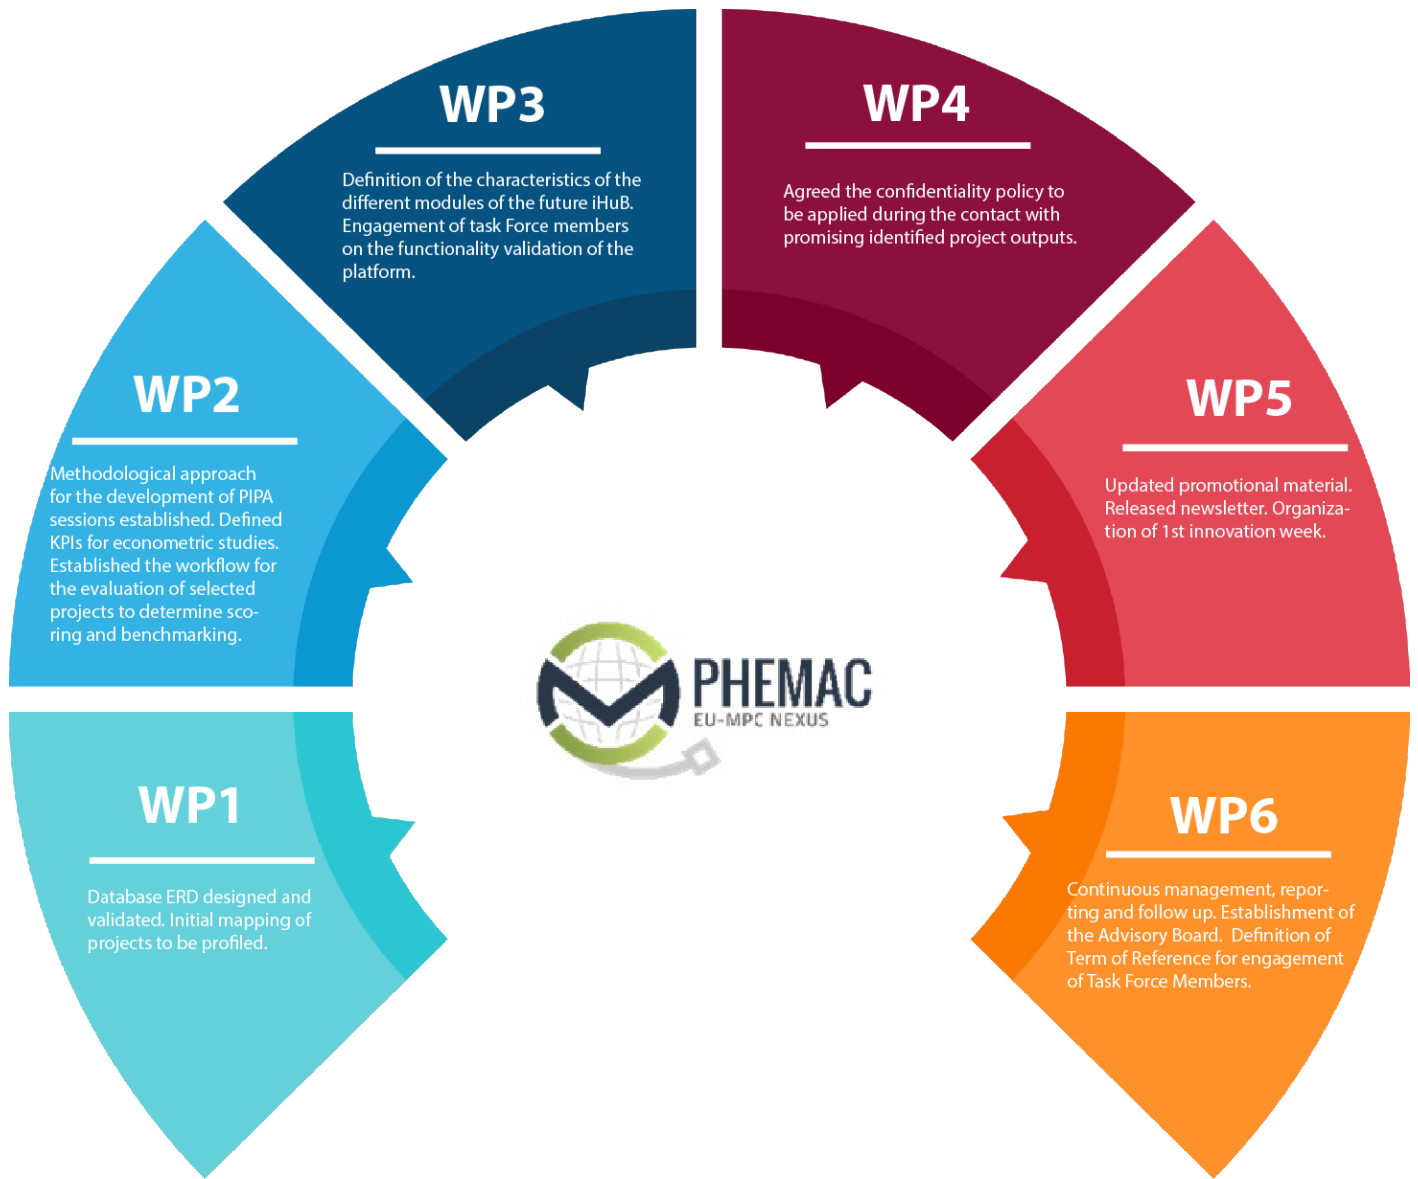 WP1
Database ERD designed and
validated. Initial mapping of
projects to be profiled.
WP2
Methodological approach
for the development of PIPA
sessions established. Defined
KPIs for econometric studies.
Established the workflow for
the evaluation of selected
projects to determine sco-
ring and benchmarking.
WP3
Definition of the characteristics of the
different modules of the future iHuB.
Engagement of task Force members
on the functionality validation of the
platform.
WP4
Agreed the confidentiality policy to
be applied during the contact with
promising identified project outputs.
WP5
Updated promotional material.
Released newsletter. Organiza-
tion of 1st innovation week.
WP6
Continuous management, repor-
ting and follow up. Establishment of
the Advisory Board.  Definition of
Term of Reference for engagement
of Task Force Members.
PHEMAC
EU-MPC NEXUS